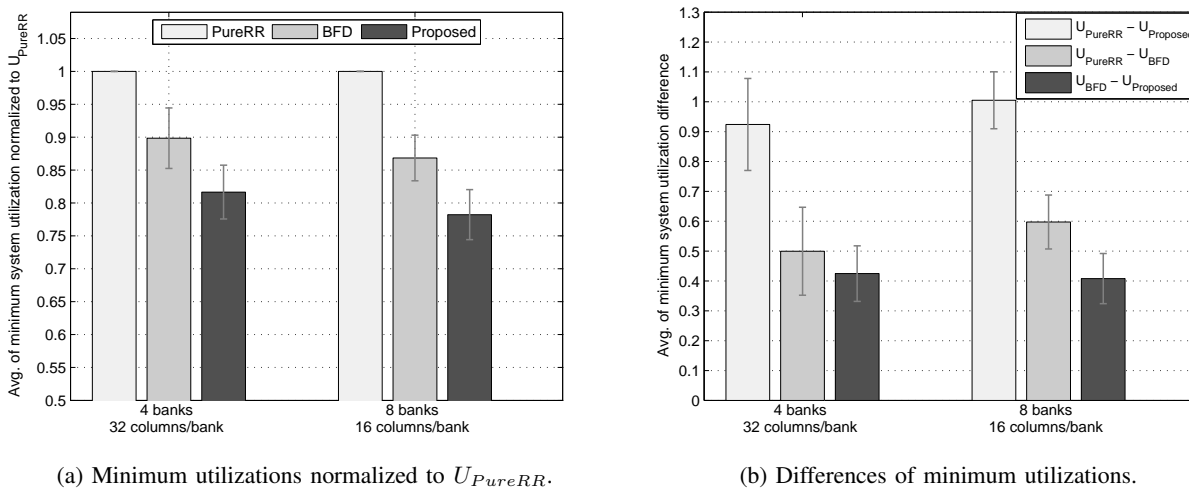 Avg. of minimum system utilization normalized to U_PureRR
1.05
1
0.95
0.9
0.85
0.8
0.75
0.7
0.65
0.6
0.55
0.5
PureRR BFD Proposed
4 banks
32 columns/bank
8 banks
16 columns/bank
(a) Minimum utilizations normalized to U_PureRR.
Avg. of minimum system utilization difference
1.3
1.2
1.1
1
0.9
0.8
0.7
0.6
0.5
0.4
0.3
0.2
0.1
0
U_PureRR – U_Proposed
U_PureRR – U_BFD
U_BFD – U_Proposed
4 banks
32 columns/bank
8 banks
16 columns/bank
(b) Differences of minimum utilizations.